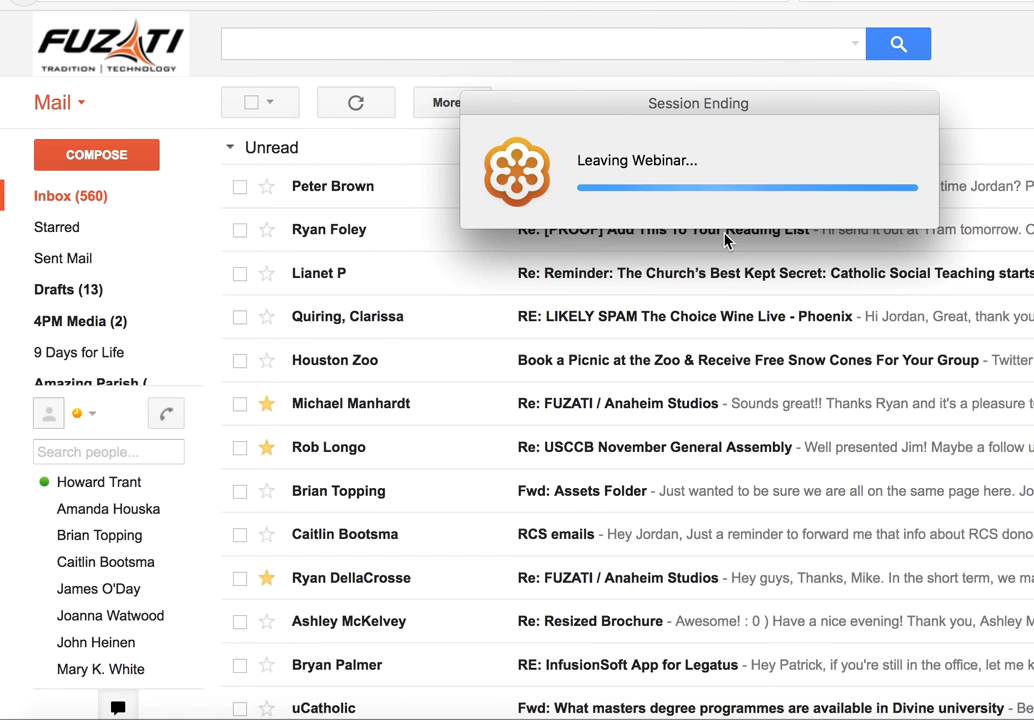 FUZATI
TRADITION | TECHNOLOGY
Mail
More
Session Ending
Leaving Webinar...
COMPOSE
Unread
Inbox (560)
Starred
Sent Mail
Drafts (13)
4PM Media (2)
9 Days for Life
Amazing Parish (
Search people...
Howard Trant
Amanda Houska
Brian Topping
Caitlin Bootsma
James O'Day
Joanna Watwood
John Heinen
Mary K. White
Peter Brown time Jordan? P
Ryan Foley Re: [PROOF] Add This To Your Reading List - I'll send it out at 11am tomorrow. C
Lianet P Re: Reminder: The Church's Best Kept Secret: Catholic Social Teaching starts
Quiring, Clarissa RE: LIKELY SPAM The Choice Wine Live - Phoenix - Hi Jordan, Great, thank you
Houston Zoo Book a Picnic at the Zoo & Receive Free Snow Cones For Your Group - Twitter
Michael Manhardt Re: FUZATI / Anaheim Studios - Sounds great!! Thanks Ryan and it's a pleasure t
Rob Longo Re: USCCB November General Assembly - Well presented Jim! Maybe a follow u
Brian Topping Fwd: Assets Folder - Just wanted to be sure we are all on the same page here. Jo
Caitlin Bootsma RCS emails - Hey Jordan, Just a reminder to forward me that info about RCS dono
Ryan DellaCrosse Re: FUZATI / Anaheim Studios - Hey guys, Thanks, Mike. In the short term, we ma
Ashley McKelvey Re: Resized Brochure - Awesome! : 0 ) Have a nice evening! Thank you, Ashley M
Bryan Palmer RE: InfusionSoft App for Legatus - Hey Patrick, if you're still in the office, let me k
uCatholic Fwd: What masters degree programmes are available in Divine university - Be